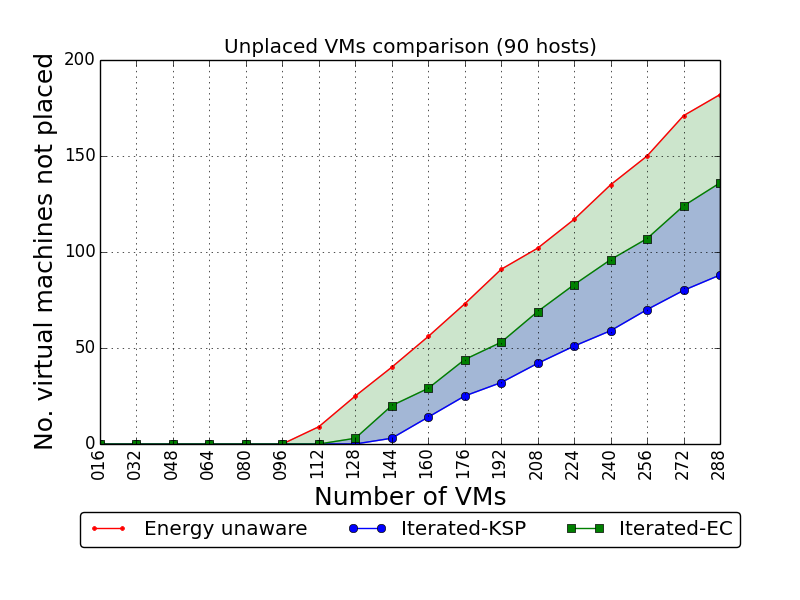 Unplaced VMs comparison (90 hosts)
No. virtual machines not placed
200
150
100
50
0
016 032 048 064 080 096 112 128 144 160 176 192 208 224 240 256 272 288
Number of VMs
Energy unaware Iterated-KSP Iterated-EC